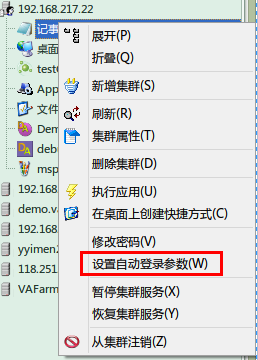 192.168.217.22
记事
桌面
test
App
文件
Dem
deb
msp
192.168.
demo.va
192.168.
yyimen2
118.251
VAFarm
展开(P)
折叠(Q)
新增集群(S)
刷新(R)
集群属性(T)
删除集群(D)
执行应用(U)
在桌面上创建快捷方式(C)
修改密码(V)
设置自动登录参数(W)
暂停集群服务(X)
恢复集群服务(Y)
从集群注销(Z)